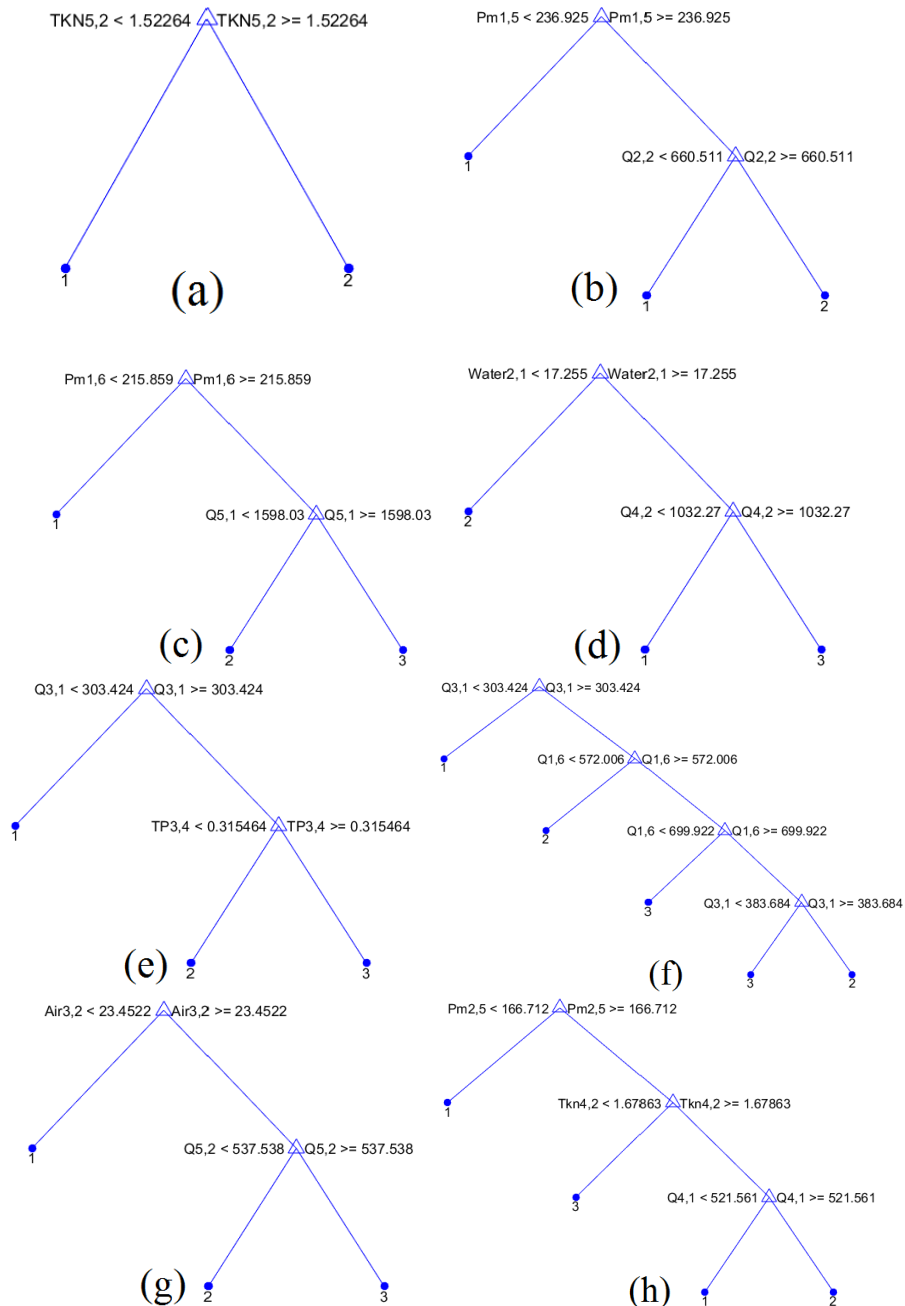 TKN5,2 < 1.52264 TKN5,2 >= 1.52264
1
2
(a)
Pm1,5 < 236.925 Pm1,5 >= 236.925
1
Q2,2 < 660.511 Q2,2 >= 660.511
1
2
(b)
Pm1,6 < 215.859 Pm1,6 >= 215.859
1
Q5,1 < 1598.03 Q5,1 >= 1598.03
2
3
(c)
Water2,1 < 17.255 Water2,1 >= 17.255
2
Q4,2 < 1032.27 Q4,2 >= 1032.27
1
3
(d)
Q3,1 < 303.424 Q3,1 >= 303.424
1
TP3,4 < 0.315464 TP3,4 >= 0.315464
2
3
(e)
Q3,1 < 303.424 Q3,1 >= 303.424
1
Q1,6 < 572.006 Q1,6 >= 572.006
2
Q1,6 < 699.922 Q1,6 >= 699.922
3
Q3,1 < 383.684 Q3,1 >= 383.684
3
2
(f)
Air3,2 < 23.4522 Air3,2 >= 23.4522
1
Q5,2 < 537.538 Q5,2 >= 537.538
2
3
(g)
Pm2,5 < 166.712 Pm2,5 >= 166.712
1
Tkn4,2 < 1.67863 Tkn4,2 >= 1.67863
3
Q4,1 < 521.561 Q4,1 >= 521.561
1
2
(h)